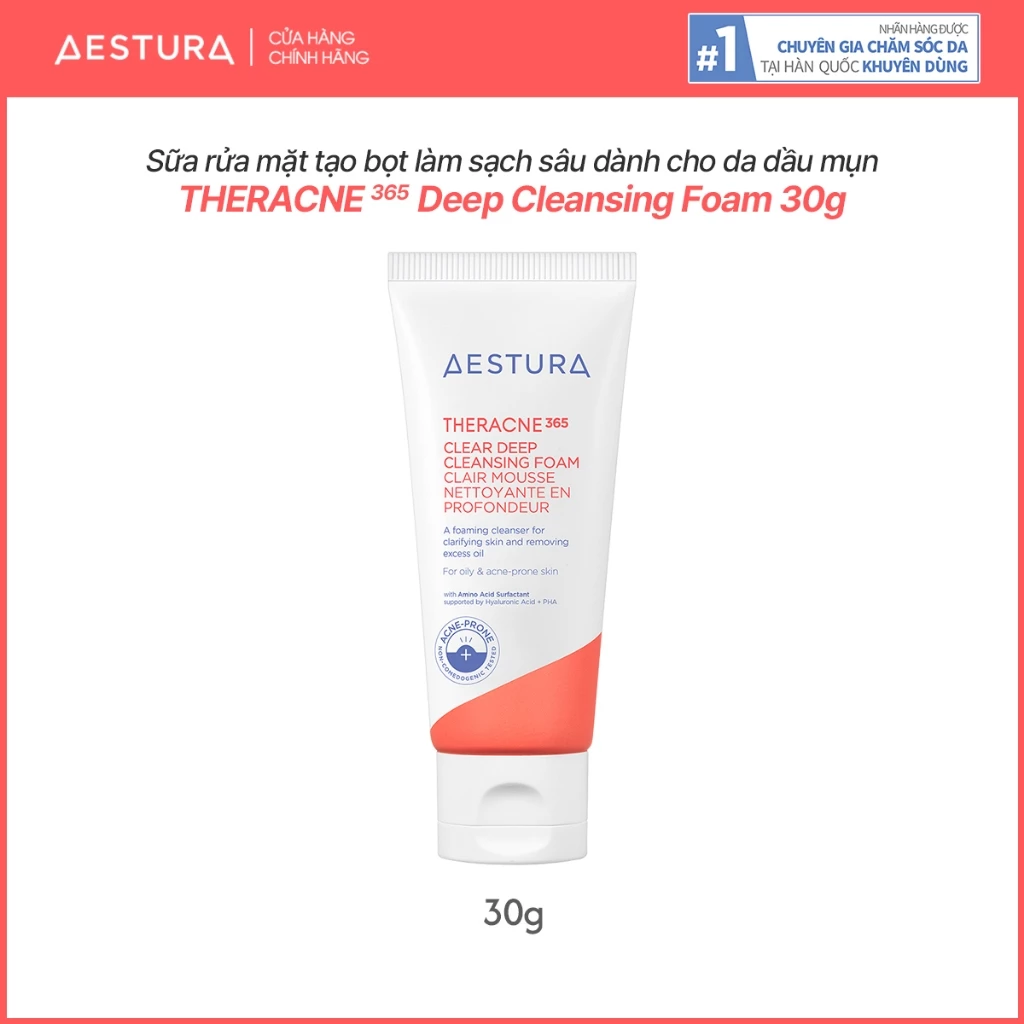 AESTURA
CỬA HÀNG
CHÍNH HÃNG
#1
NHÃN HÀNG ĐƯỢC
CHUYÊN GIA CHĂM SÓC DA
TẠI HÀN QUỐC KHUYÊN DÙNG
Sữa rửa mặt tạo bọt làm sạch sâu dành cho da dầu mụn
THERACNE 365 Deep Cleansing Foam 30g
AESTURA
THERACNE 365
CLEAR DEEP
CLEANSING FOAM
CLAIR MOUSSE
NETTOYANTE EN
PROFONDEUR
A foaming cleanser for
clarifying skin and removing
excess oil
For oily & acne-prone skin
with Amino Acid Surfactant
supported by Hyaluronic Acid + PHA
ACNE-PRONE
NON-COMEDOGENIC TESTED
30g